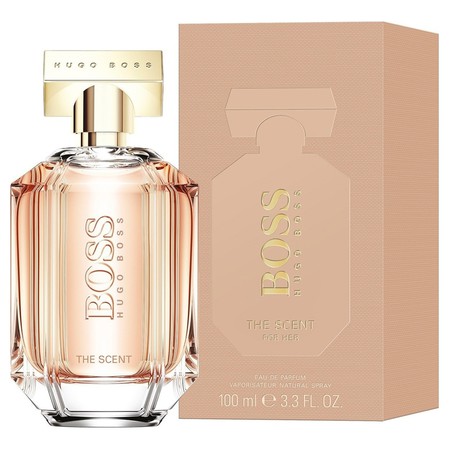 HUGO BOSS
BOSS
HUGO BOSS
THE SCENT
BOSS
HUGO BOSS
THE SCENT
FOR HER
EAU DE PARFUM
VAPORISATEUR NATURAL SPRAY
100 ml ℮ 3.3 FL. OZ.